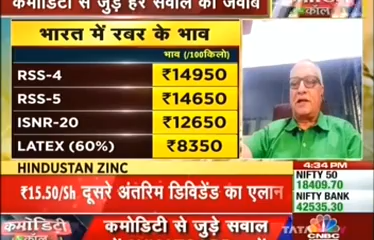 कमोडिटी से जुड़े हर सवाल का जवाब
भारत में रबर के भाव
भाव (/100किलो)
RSS-4 ₹14950
RSS-5 ₹14650
ISNR-20 ₹12650
LATEX (60%) ₹8350
HINDUSTAN ZINC
4:34 PM
₹15.50/Sh दूसरे अंतरिम डिविडेंड का एलान
NIFTY 50
18409.70
NIFTY BANK
42535.30
कमोडिटी
कॉल
कमोडिटी से जुड़े सवाल
CNBC